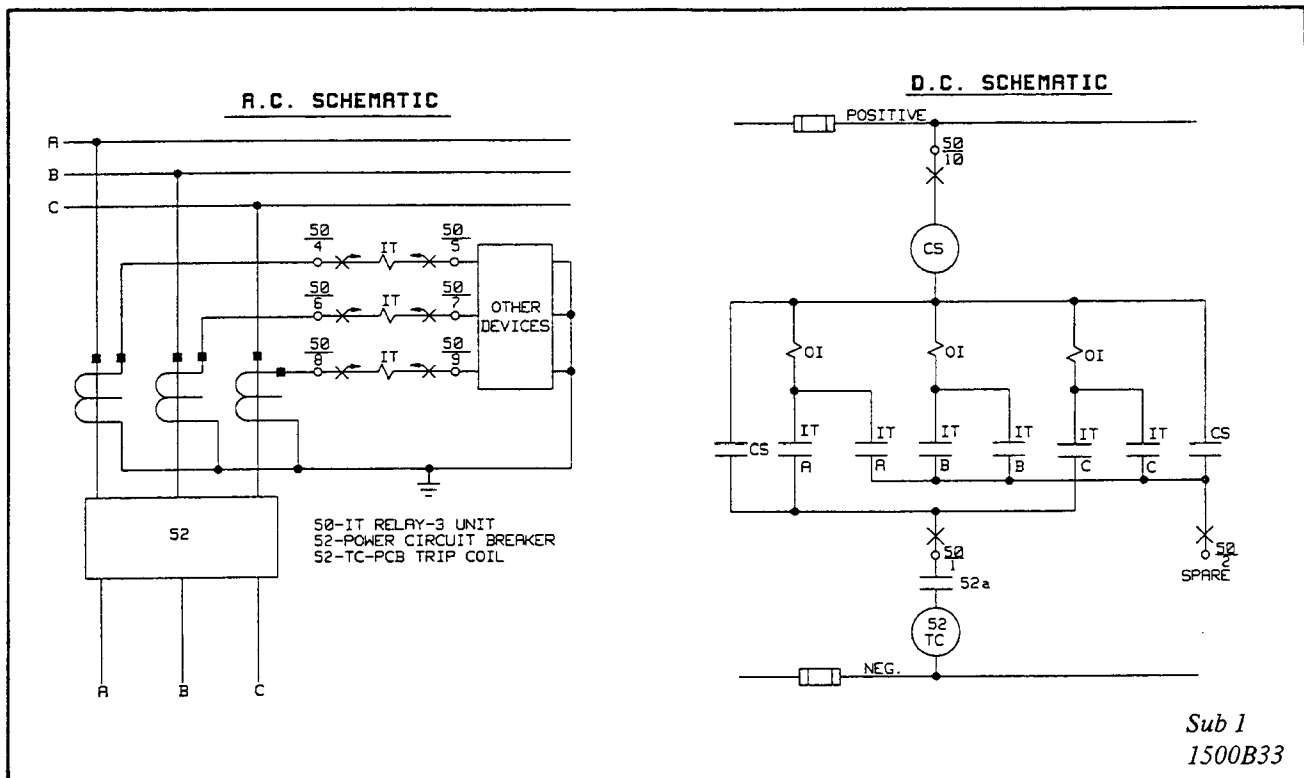 A.C. SCHEMATIC
A
B
C
50
4
IT
50
5
50
6
IT
50
7
50
8
IT
50
9
OTHER
DEVICES
52
50-IT RELAY-3 UNIT
52-POWER CIRCUIT BREAKER
52-TC-PCB TRIP COIL
A
B
C
D.C. SCHEMATIC
POSITIVE
50
10
CS
OI
OI
OI
CS
IT
A
IT
A
IT
B
IT
B
IT
C
IT
C
CS
50
1
52a
52
TC
50
2
SPARE
NEG.
Sub 1
1500B33